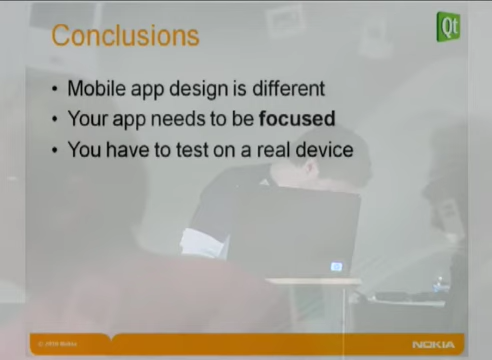 Conclusions
Qt
• Mobile app design is different
• Your app needs to be focused
• You have to test on a real device
NOKIA